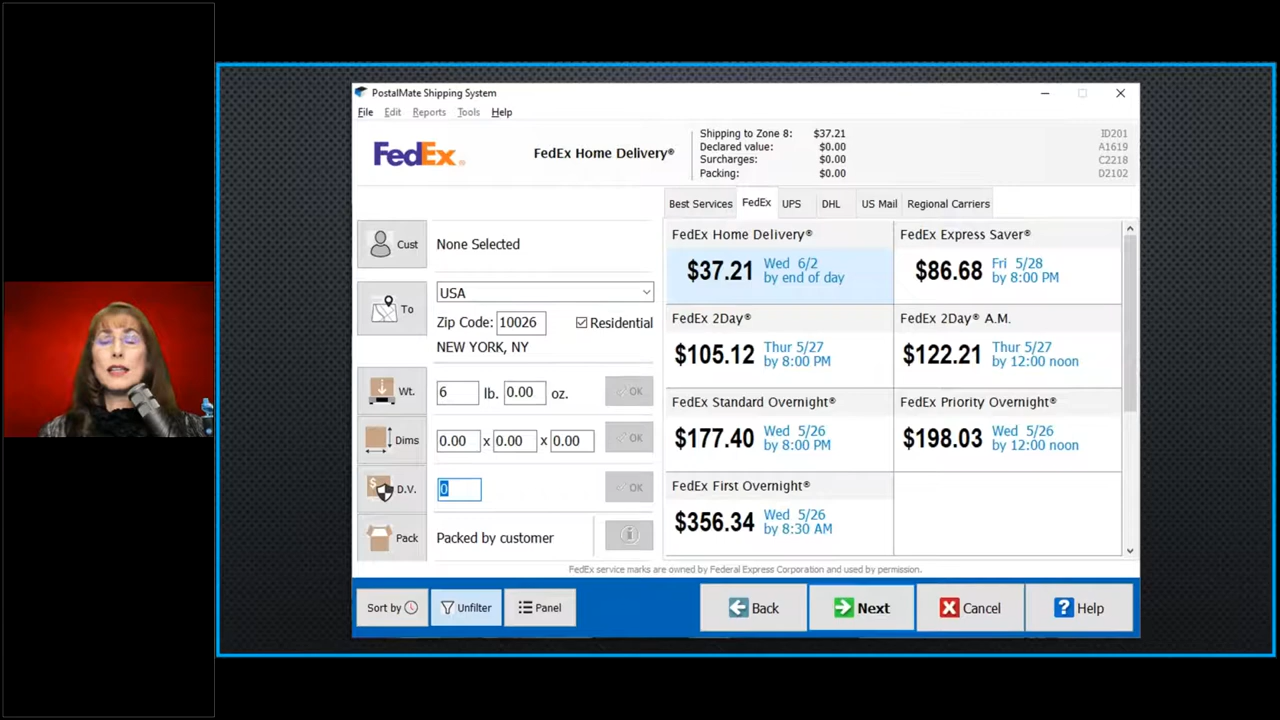 PostalMate Shipping System
File Edit Reports Tools Help
FedEx®
FedEx Home Delivery®
Shipping to Zone 8: $37.21
Declared value: $0.00
Surcharges: $0.00
Packing: $0.00
ID201
A1619
C2218
D2102
Best Services FedEx UPS DHL US Mail Regional Carriers
Cust None Selected
To USA
Zip Code: 10026 Residential
NEW YORK, NY
Wt. 6 lb. 0.00 oz. OK
Dims 0.00 x 0.00 x 0.00 OK
D.V. 0 OK
Pack Packed by customer
FedEx Home Delivery®
$37.21 Wed 6/2
by end of day
FedEx Express Saver®
$86.68 Fri 5/28
by 8:00 PM
FedEx 2Day®
$105.12 Thur 5/27
by 8:00 PM
FedEx 2Day® A.M.
$122.21 Thur 5/27
by 12:00 noon
FedEx Standard Overnight®
$177.40 Wed 5/26
by 8:00 PM
FedEx Priority Overnight®
$198.03 Wed 5/26
by 12:00 noon
FedEx First Overnight®
$356.34 Wed 5/26
by 8:30 AM
FedEx service marks are owned by Federal Express Corporation and used by permission.
Sort by Unfilter Panel Back Next Cancel Help